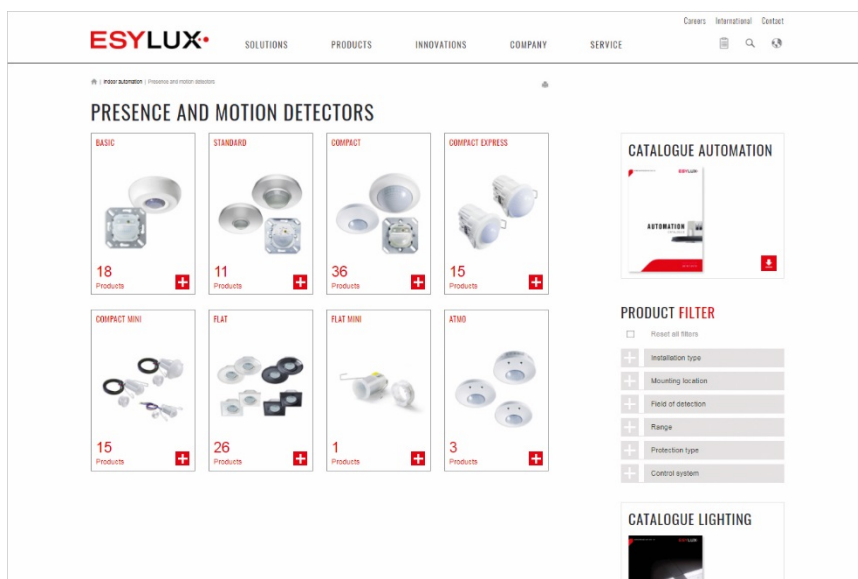 Careers International Contact
ESYLUX
SOLUTIONS PRODUCTS INNOVATIONS COMPANY SERVICE
Indoor automation | Presence and motion detectors
PRESENCE AND MOTION DETECTORS
BASIC
18
Products
STANDARD
11
Products
COMPACT
36
Products
COMPACT EXPRESS
15
Products
COMPACT MINI
15
Products
FLAT
26
Products
FLAT MINI
1
Products
ATMO
3
Products
CATALOGUE AUTOMATION
ESYLUX
AUTOMATION
PRODUCT FILTER
Reset all filters
Installation type
Mounting location
Field of detection
Range
Protection type
Control system
CATALOGUE LIGHTING
ESYLUX